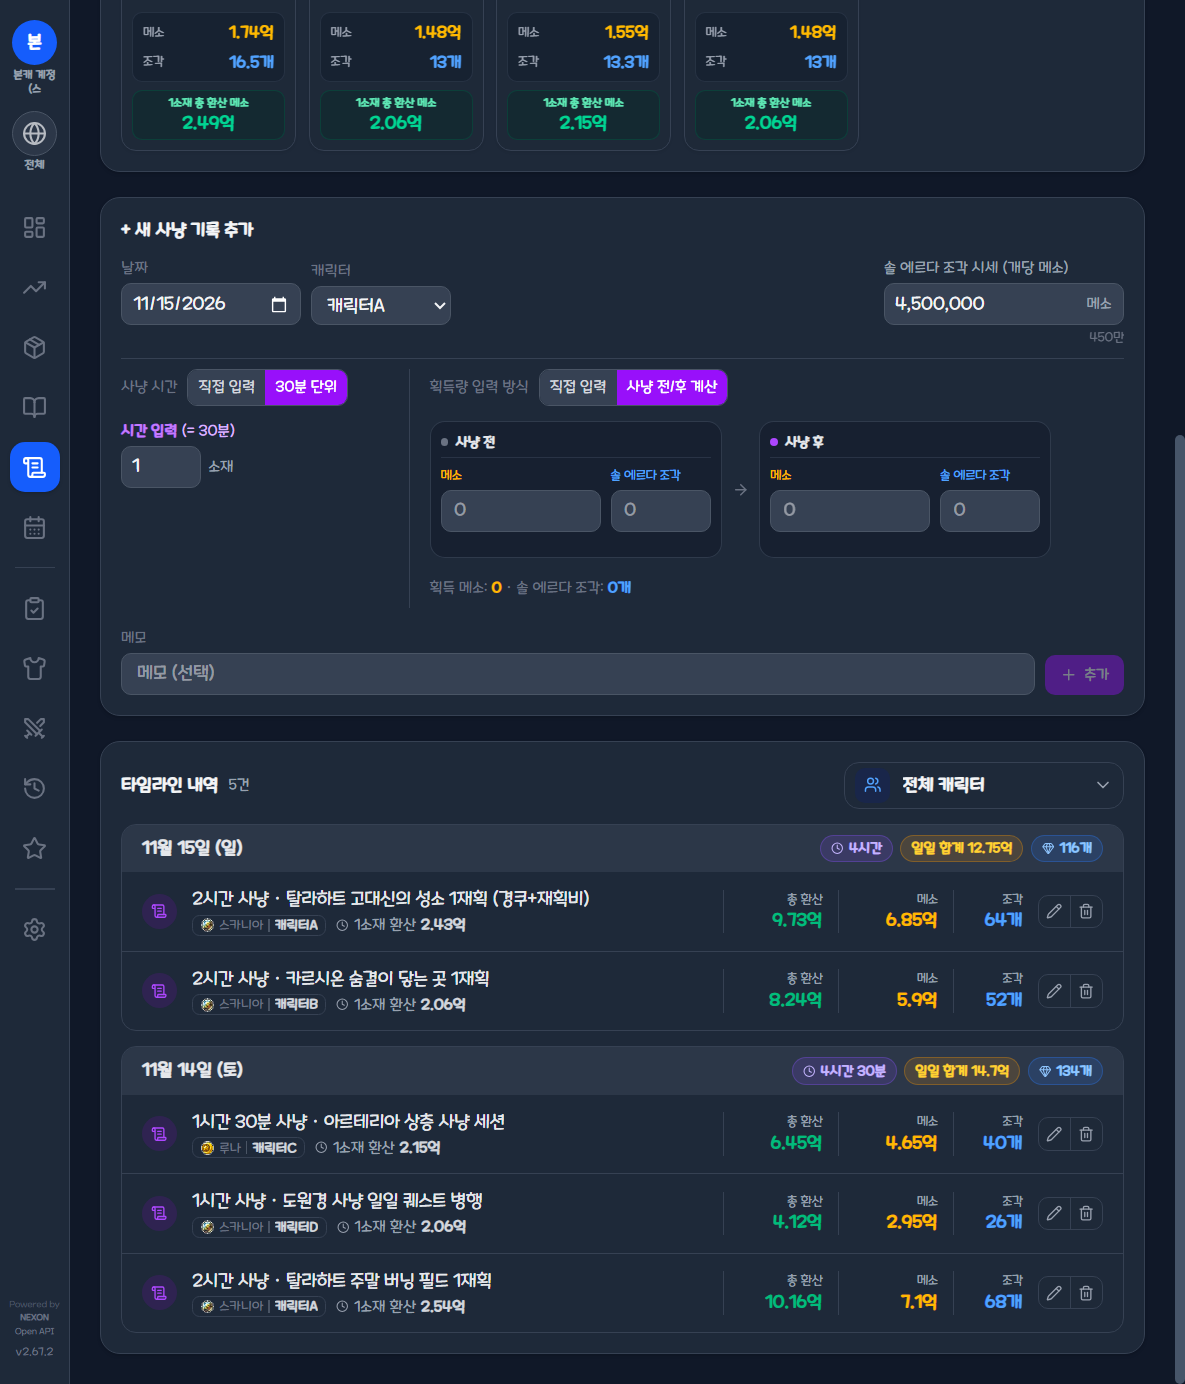 본
본캐 계정
(스
전체
Powered by
NEXON
Open API
v2.67.2
메소 1.74억
조각 16.5개
1소재 총 환산 메소
2.49억
메소 1.48억
조각 13개
1소재 총 환산 메소
2.06억
메소 1.55억
조각 13.3개
1소재 총 환산 메소
2.15억
메소 1.48억
조각 13개
1소재 총 환산 메소
2.06억
+ 새 사냥 기록 추가
날짜
11/15/2026
캐릭터
캐릭터A
솔 에르다 조각 시세 (개당 메소)
4,500,000 메소
450만
사냥 시간 직접 입력 30분 단위
시간 입력 (= 30분)
1 소재
획득량 입력 방식 직접 입력 사냥 전/후 계산
사냥 전
메소 솔 에르다 조각
0 0
사냥 후
메소 솔 에르다 조각
0 0
획득 메소: 0 · 솔 에르다 조각: 0개
메모
메모 (선택)
+ 추가
타임라인 내역 5건
전체 캐릭터
11월 15일 (일) 4시간 일일 합계 12.75억 116개
2시간 사냥 · 탈라하트 고대신의 성소 1재획 (경쿠+재획비)
스카니아 | 캐릭터A 1소재 환산 2.43억
총 환산 메소 조각
9.73억 6.85억 64개
2시간 사냥 · 카르시온 숨결이 닿는 곳 1재획
스카니아 | 캐릭터B 1소재 환산 2.06억
총 환산 메소 조각
8.24억 5.9억 52개
11월 14일 (토) 4시간 30분 일일 합계 14.7억 134개
1시간 30분 사냥 · 아르테리아 상층 사냥 세션
루나 | 캐릭터C 1소재 환산 2.15억
총 환산 메소 조각
6.45억 4.65억 40개
1시간 사냥 · 도원경 사냥 일일 퀘스트 병행
스카니아 | 캐릭터D 1소재 환산 2.06억
총 환산 메소 조각
4.12억 2.95억 26개
2시간 사냥 · 탈라하트 주말 버닝 필드 1재획
스카니아 | 캐릭터A 1소재 환산 2.54억
총 환산 메소 조각
10.16억 7.1억 68개